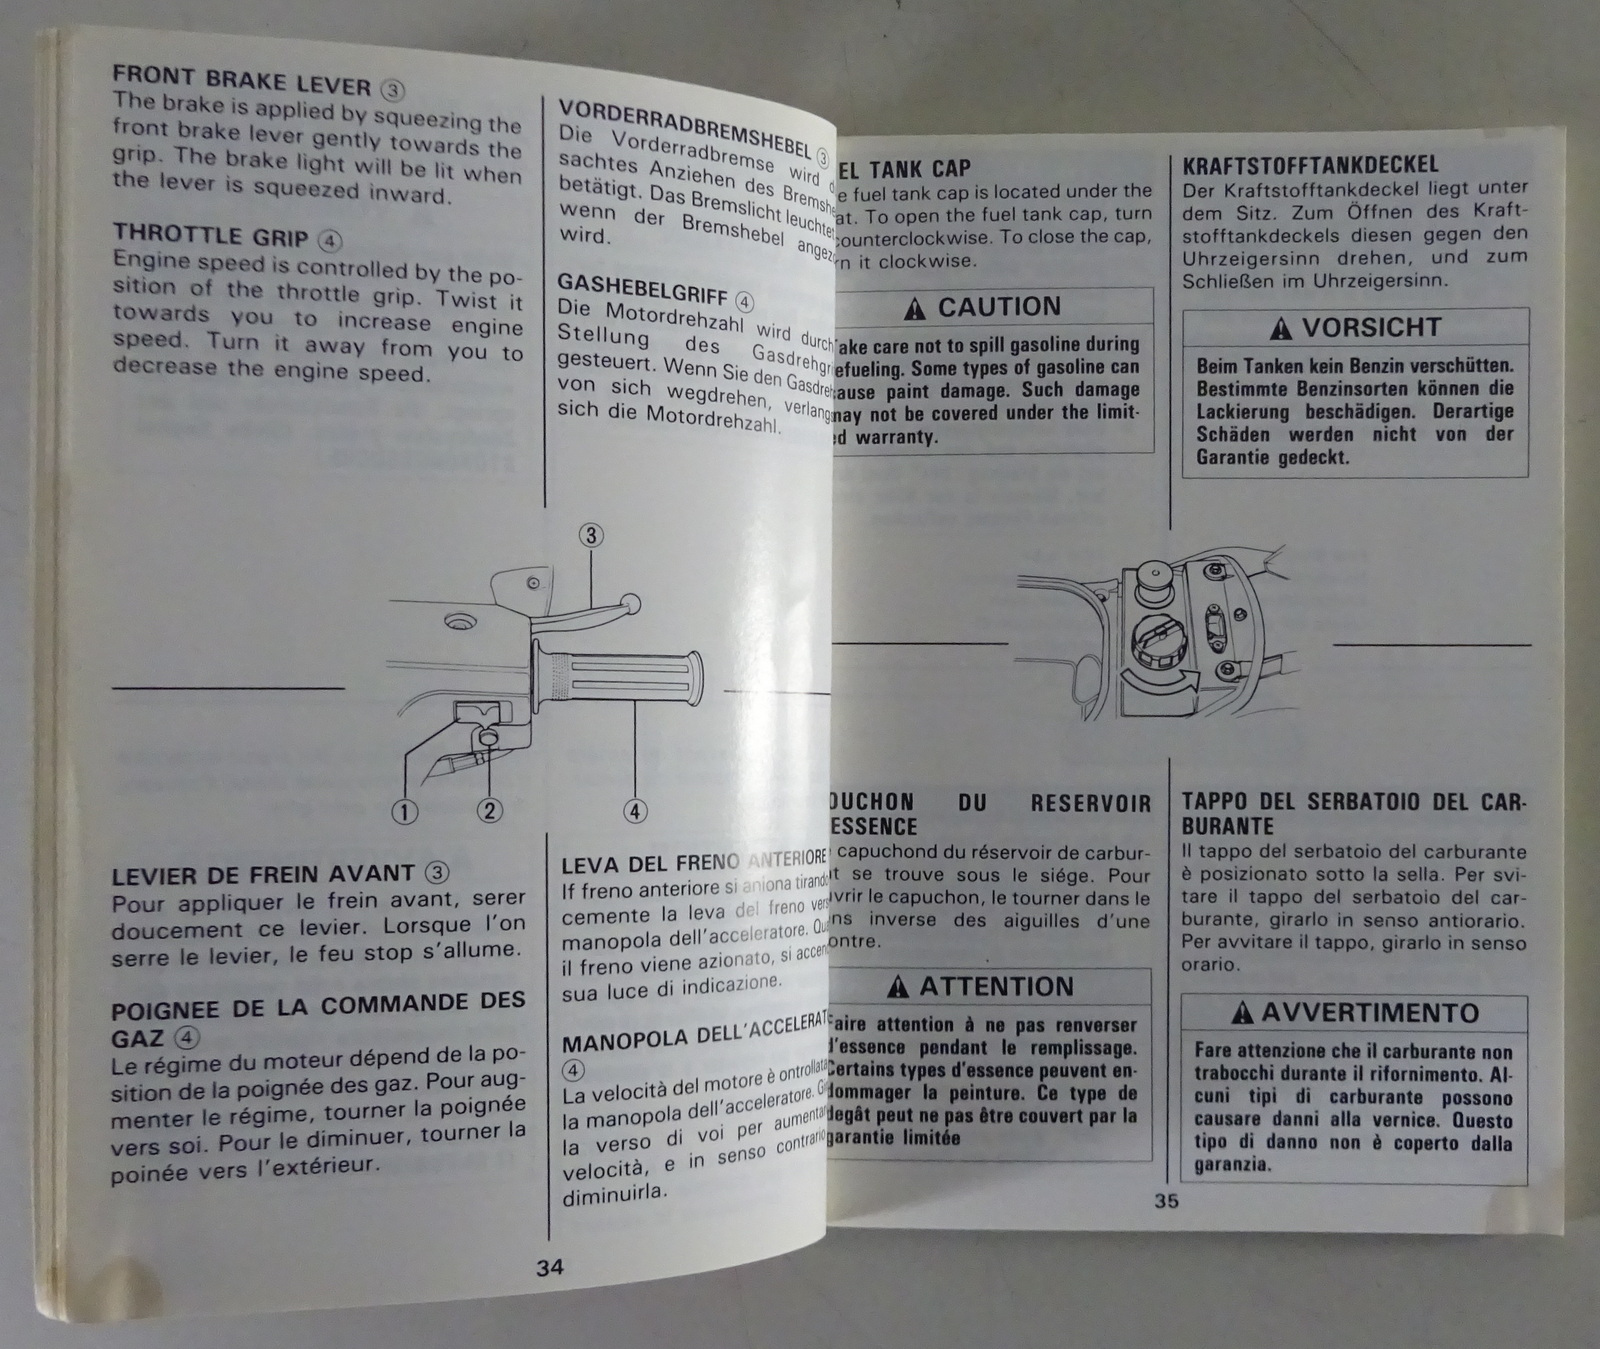 FRONT BRAKE LEVER ③
The brake is applied by squeezing the
front brake lever gently towards the
grip. The brake light will be lit when
the lever is squeezed inward.
THROTTLE GRIP ④
Engine speed is controlled by the po-
sition of the throttle grip. Twist it
towards you to increase engine
speed. Turn it away from you to
decrease the engine speed.
VORDERRADBREMSHEBEL ③
Die Vorderradbremse wird
sachtes Anziehen des
betätigt. Das Bremslicht leuchtet
wenn der Bremshebel
wird.
GASHEBELGRIFF ④
Die Motordrehzahl wird durch
Stellung des
gesteuert. Wenn Sie den
von sich wegdrehen,
sich die Motordrehzahl.
③
①
②
④
LEVIER DE FREIN AVANT ③
Pour appliquer le frein avant, serer
doucement ce levier. Lorsque l'on
serre le levier, le feu stop s'allume.
POIGNEE DE LA COMMANDE DES
GAZ ④
Le régime du moteur dépend de la po-
sition de la poignée des gaz. Pour aug-
menter le régime, tourner la poignée
vers soi. Pour le diminuer, tourner la
poinée vers l'extérieur.
LEVA DEL FRENO ANTERIORE
If freno anteriore si aniona
cemente la leva del freno
manopola dell'acceleratore.
il freno viene azionato, si
sua luce di indicazione.
MANOPOLA
④
La velocità del motore è ontrollata
la manopola dell'acceleratore.
la verso di voi per
velocità, e in senso contrario
diminuirla.
34
TANK CAP
fuel tank cap is located under the
To open the fuel tank cap, turn
counterclockwise. To close the cap,
it clockwise.
CAUTION
care not to spill gasoline during
refueling. Some types of gasoline can
cause paint damage. Such damage
may not be covered under the limit-
warranty.
KRAFTSTOFFTANKDECKEL
Der Kraftstofftankdeckel liegt unter
dem Sitz. Zum Öffnen des Kraft-
stofftankdeckels diesen gegen den
Uhrzeigersinn drehen, und zum
Schließen im Uhrzeigersinn.
VORSICHT
Beim Tanken kein Benzin verschütten.
Bestimmte Benzinsorten können die
Lackierung beschädigen. Derartige
Schäden werden nicht von der
Garantie gedeckt.
DU RESERVOIR
capuchond du réservoir de carbur-
se trouve sous le siége. Pour
le capuchon, le tourner dans le
inverse des aiguilles d'une
ATTENTION
attention à ne pas renverser
l'essence pendant le remplissage.
Certains types d'essence peuvent en-
dommager la peinture. Ce type de
degât peut ne pas être couvert par la
garantie limitée
TAPPO DEL SERBATOIO DEL CAR-
BURANTE
Il tappo del serbatoio del carburante
è posizionato sotto la sella. Per svi-
tare il tappo del serbatoio del car-
burante, girarlo in senso antiorario.
Per avvitare il tappo, girarlo in senso
orario.
AVVERTIMENTO
Fare attenzione che il carburante non
trabocchi durante il rifornimento. Al-
cuni tipi di carburante possono
causare danni alla vernice. Questo
tipo di danno non è coperto dalla
garanzia.
35